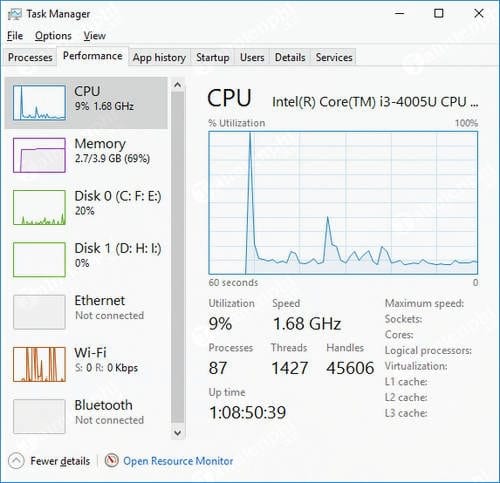 Task Manager
File Options View
Processes Performance App history Startup Users Details Services
CPU
9% 1.68 GHz
Memory
2.7/3.9 GB (69%)
Disk 0 (C: F: E:)
20%
Disk 1 (D: H: I:)
0%
Ethernet
Not connected
Wi-Fi
S: 0 R: 0 Kbps
Bluetooth
Not connected
CPU Intel(R) Core(TM) i3-4005U CPU ...
% Utilization 100%
60 seconds 0
Utilization Speed
9% 1.68 GHz
Processes Threads Handles
87 1427 45606
Up time
1:08:50:39
Maximum speed:
Sockets:
Cores:
Logical processors:
Virtualization:
L1 cache:
L2 cache:
L3 cache:
Fewer details Open Resource Monitor